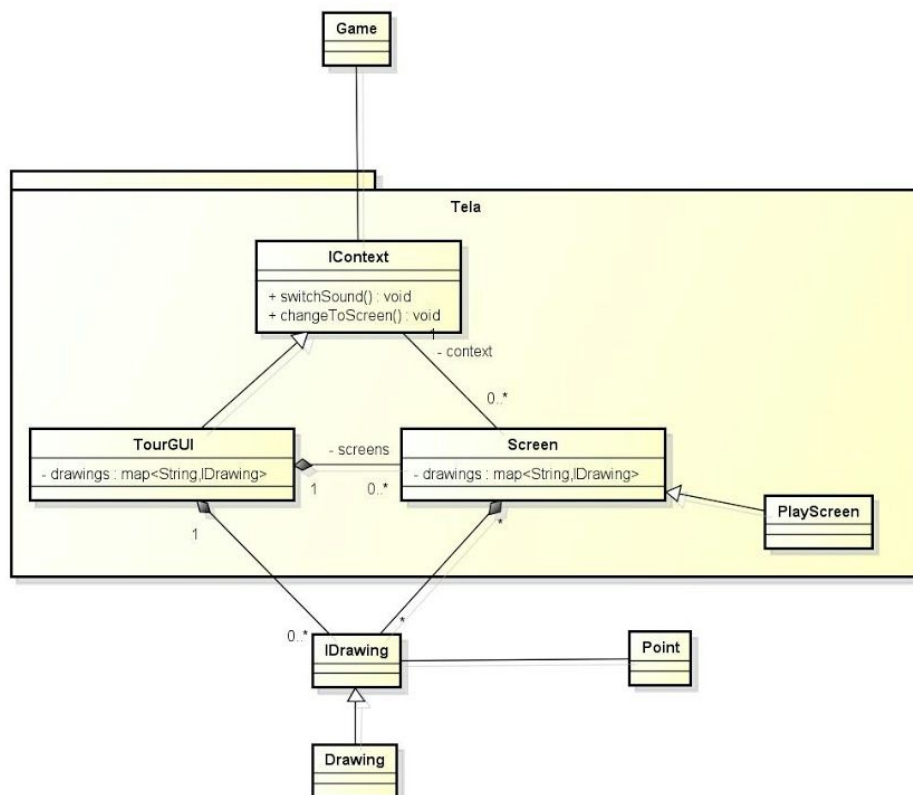 Game
Tela
IContext
+ switchSound() : void
+ changeToScreen() : void
1
- context
0..*
TourGUI
- drawings : map<String,IDrawing>
- screens
1
0..*
Screen
- drawings : map<String,IDrawing>
PlayScreen
1
*
0..*
*
IDrawing
Point
Drawing